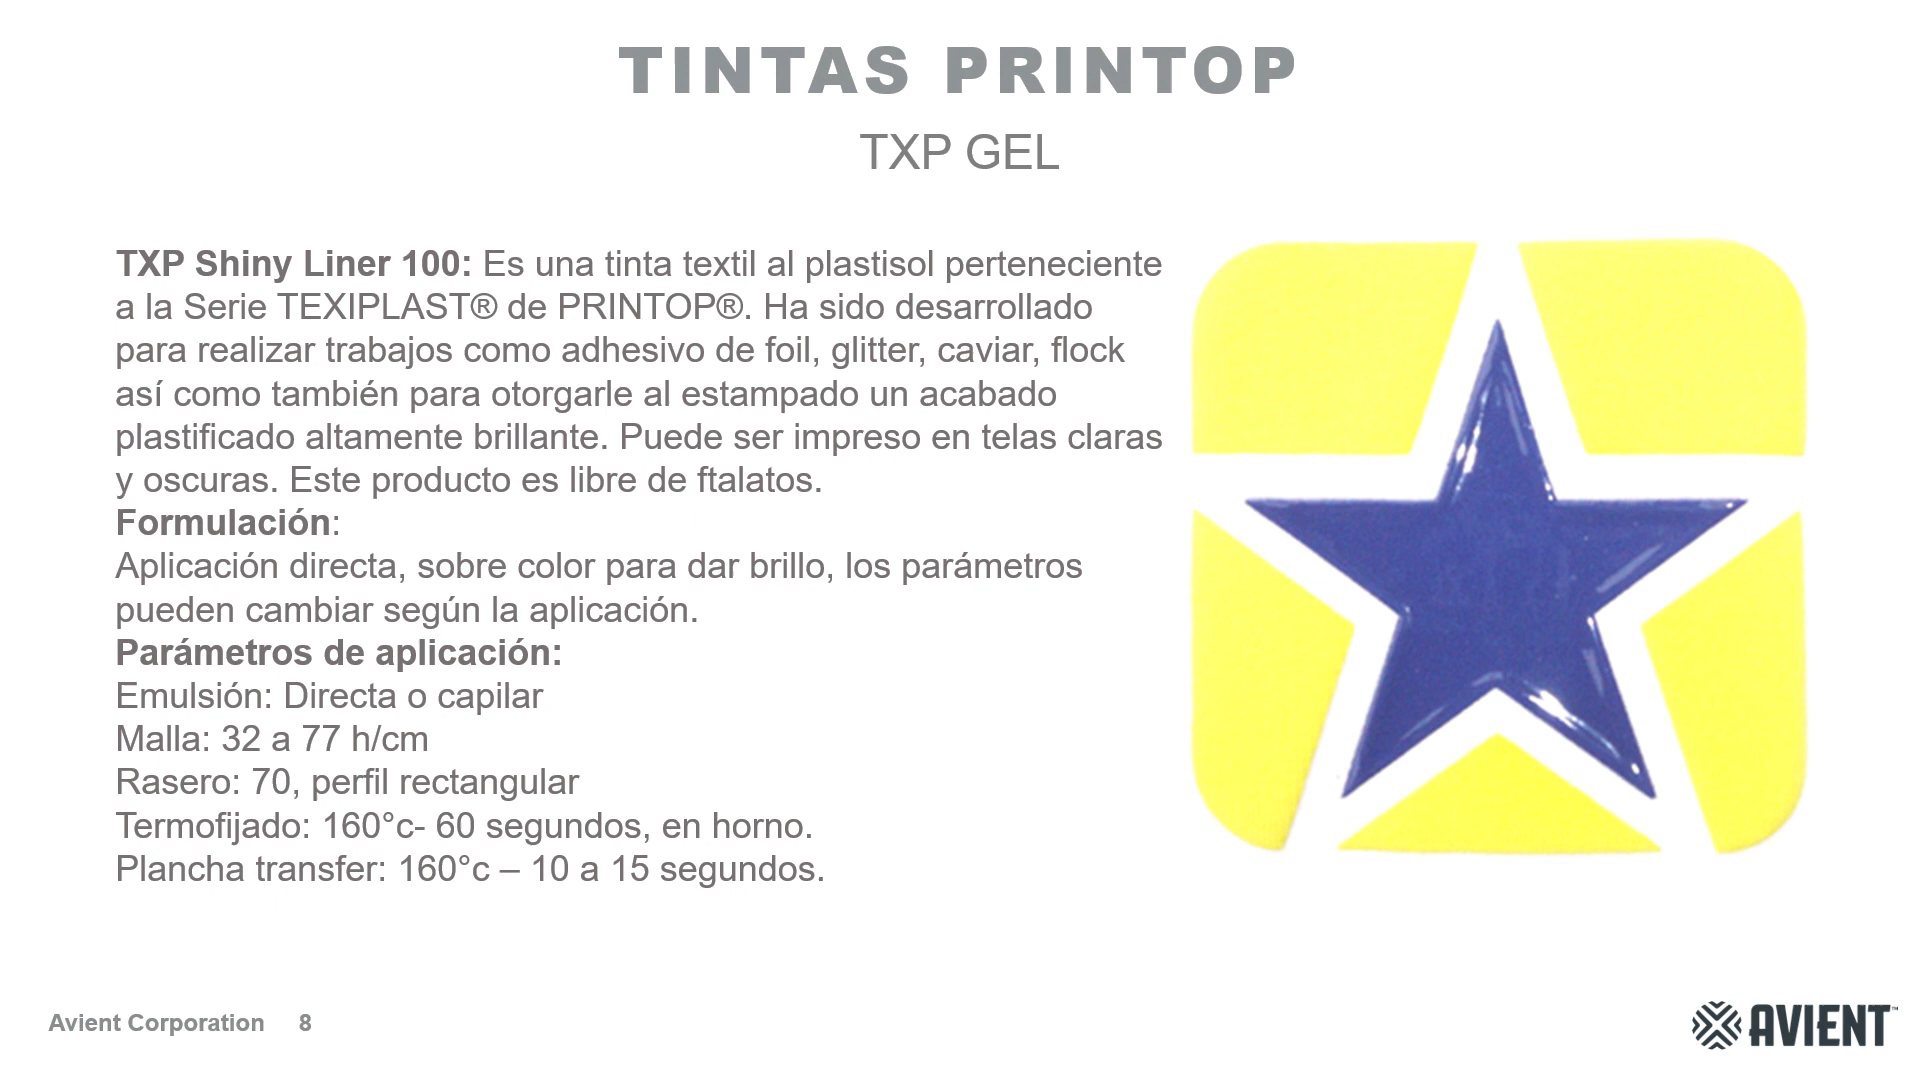 TINTAS PRINTOP
TXP GEL
TXP Shiny Liner 100: Es una tinta textil al plastisol perteneciente
a la Serie TEXIPLAST® de PRINTOP®. Ha sido desarrollado
para realizar trabajos como adhesivo de foil, glitter, caviar, flock
así como también para otorgarle al estampado un acabado
plastificado altamente brillante. Puede ser impreso en telas claras
y oscuras. Este producto es libre de ftalatos.
Formulación:
Aplicación directa, sobre color para dar brillo, los parámetros
pueden cambiar según la aplicación.
Parámetros de aplicación:
Emulsión: Directa o capilar
Malla: 32 a 77 h/cm
Rasero: 70, perfil rectangular
Termofijado: 160°c- 60 segundos, en horno.
Plancha transfer: 160°c – 10 a 15 segundos.
Avient Corporation 8
AVIENT™